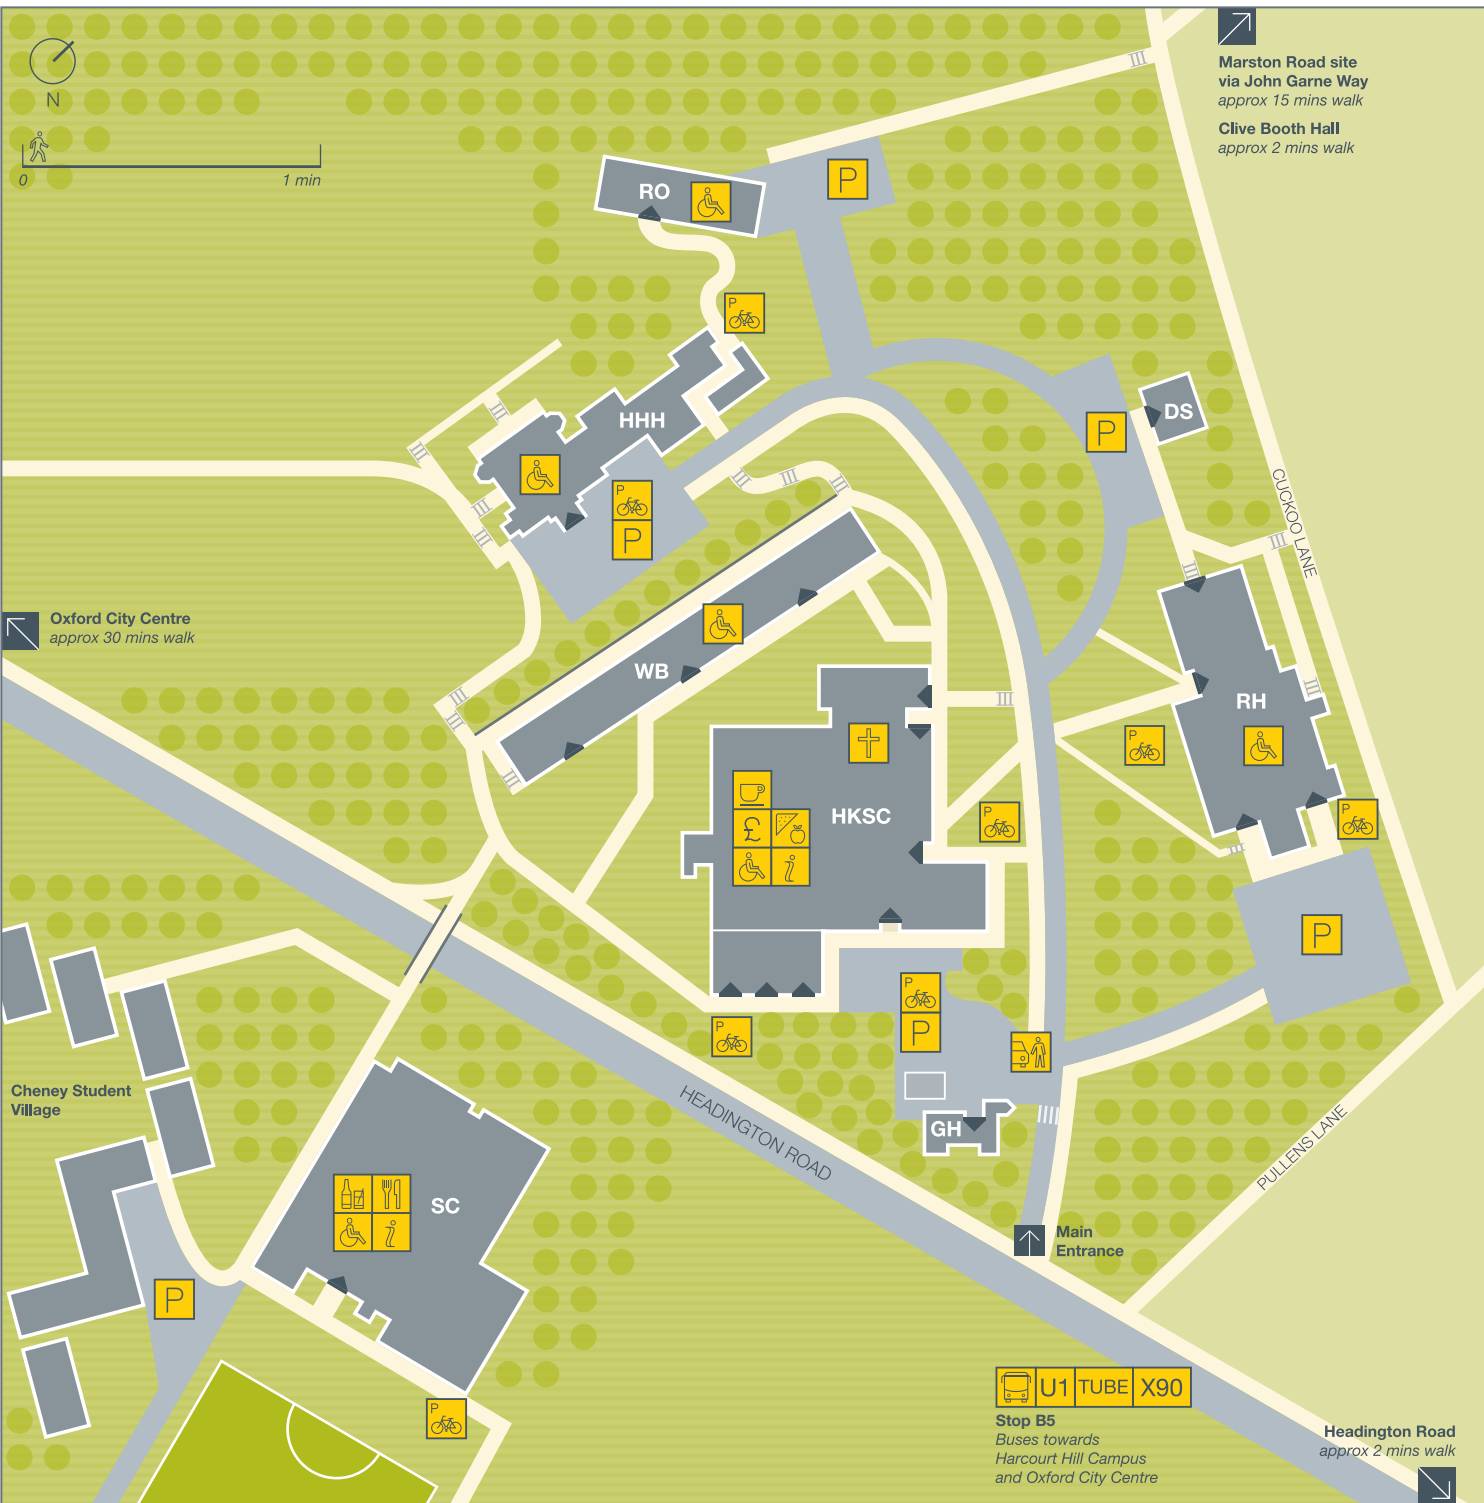 N
0
1 min
Marston Road site
via John Garne Way
approx 15 mins walk
Clive Booth Hall
approx 2 mins walk
RO
P
P
HHH
P
P
DS
P
CUCKOO LANE
Oxford City Centre
approx 30 mins walk
WB
RH
P
HKSC
£
i
P
P
P
P
P
P
GH
HEADINGTON ROAD
PULLENS LANE
Cheney Student
Village
SC
i
P
P
Main
Entrance
U1 TUBE X90
Stop B5
Buses towards
Harcourt Hill Campus
and Oxford City Centre
Headington Road
approx 2 mins walk